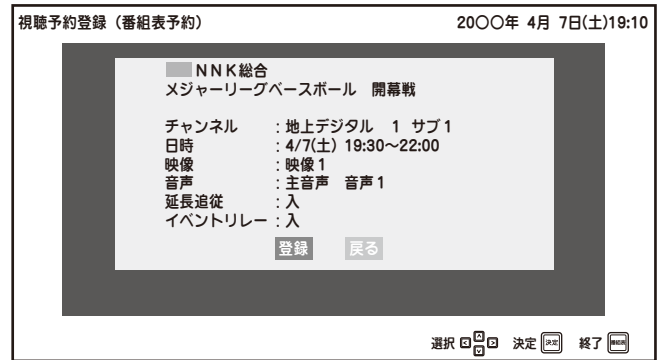 視聴予約登録（番組表予約）
20○○年 4月 7日(土)19:10
NNK総合
メジャーリーグベースボール 開幕戦
チャンネル ：地上デジタル 1 サブ1
日時 ：4/7(土) 19:30～22:00
映像 ：映像1
音声 ：主音声 音声1
延長追従 ：入
イベントリレー：入
登録 戻る
選択 決定 決定 終了 番組表